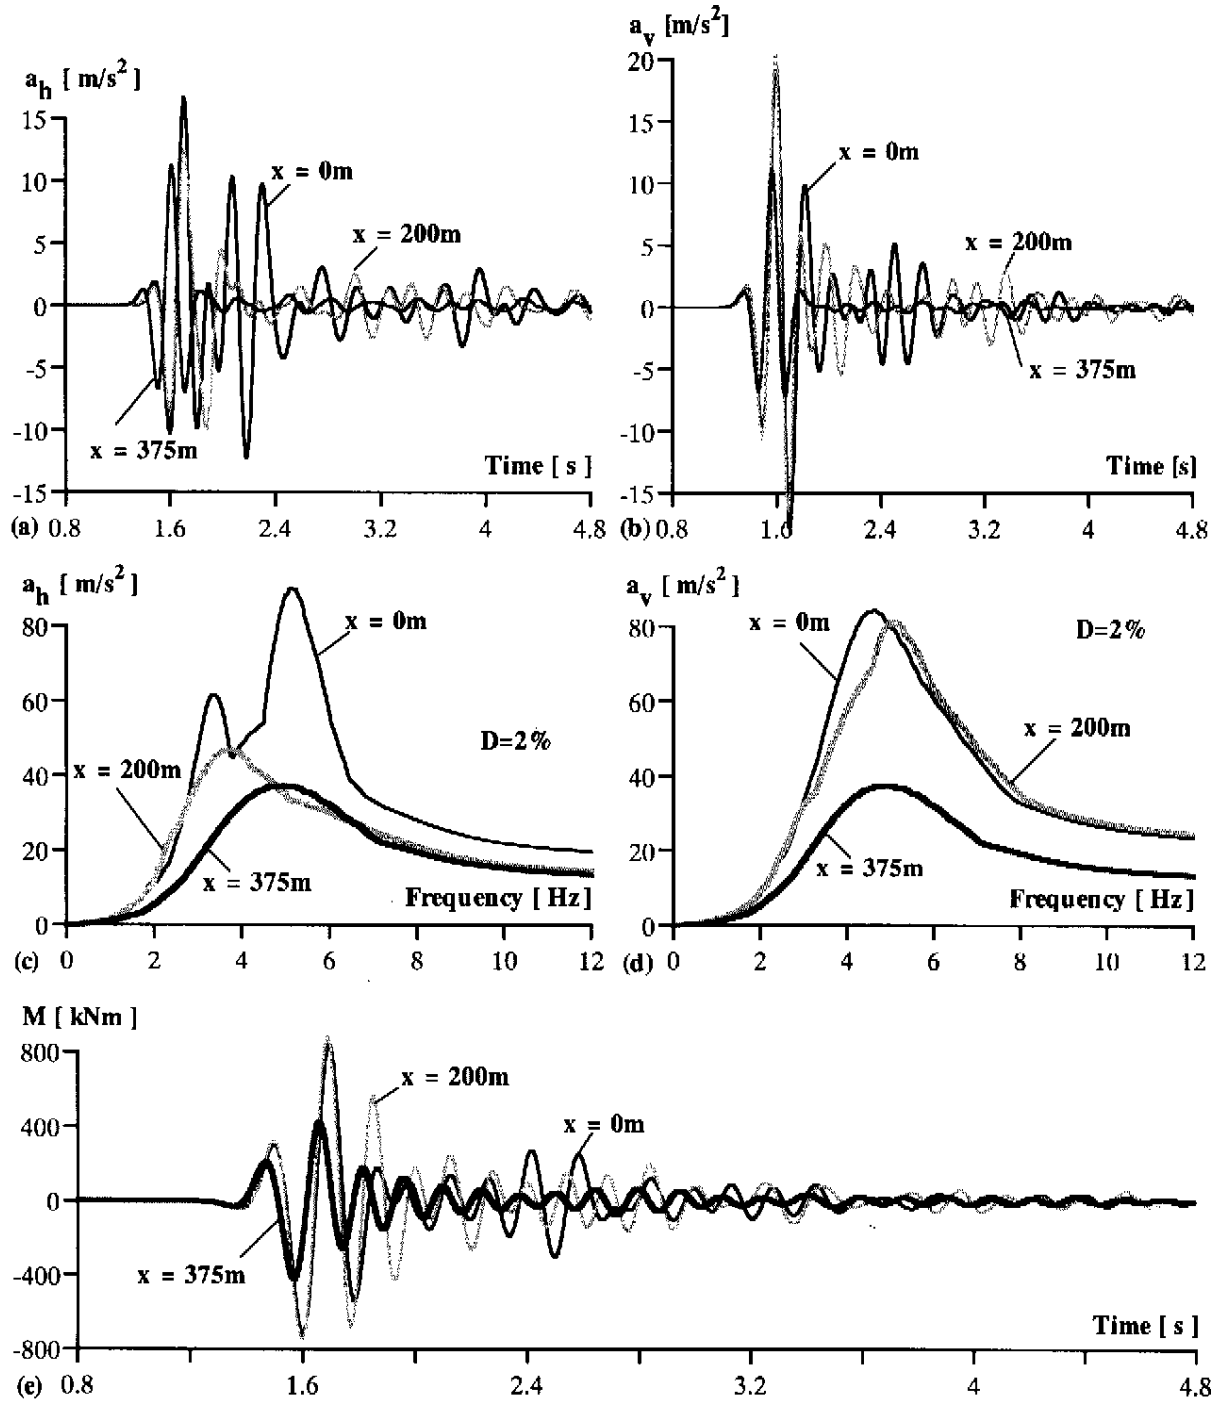 a_h [ m/s²]
15
10
5
0
-5
-10
-15
x = 0m
x = 200m
x = 375m
Time [ s ]
(a) 0.8 1.6 2.4 3.2 4 4.8
a_v [m/s²]
20
15
10
5
0
-5
-10
-15
x = 0m
x = 200m
x = 375m
Time [s]
(b) 0.8 1.6 2.4 3.2 4 4.8
a_h [ m/s²]
80
60
40
20
0
x = 0m
D=2%
x = 200m
x = 375m
Frequency [ Hz]
(c) 0 2 4 6 8 10 12
a_v [ m/s²]
80
60
40
20
0
x = 0m
D=2%
x = 200m
x = 375m
Frequency [ Hz]
(d) 0 2 4 6 8 10 12
M [ kNm ]
800
400
0
-400
-800
x = 200m
x = 0m
x = 375m
Time [ s ]
(e) 0.8 1.6 2.4 3.2 4 4.8